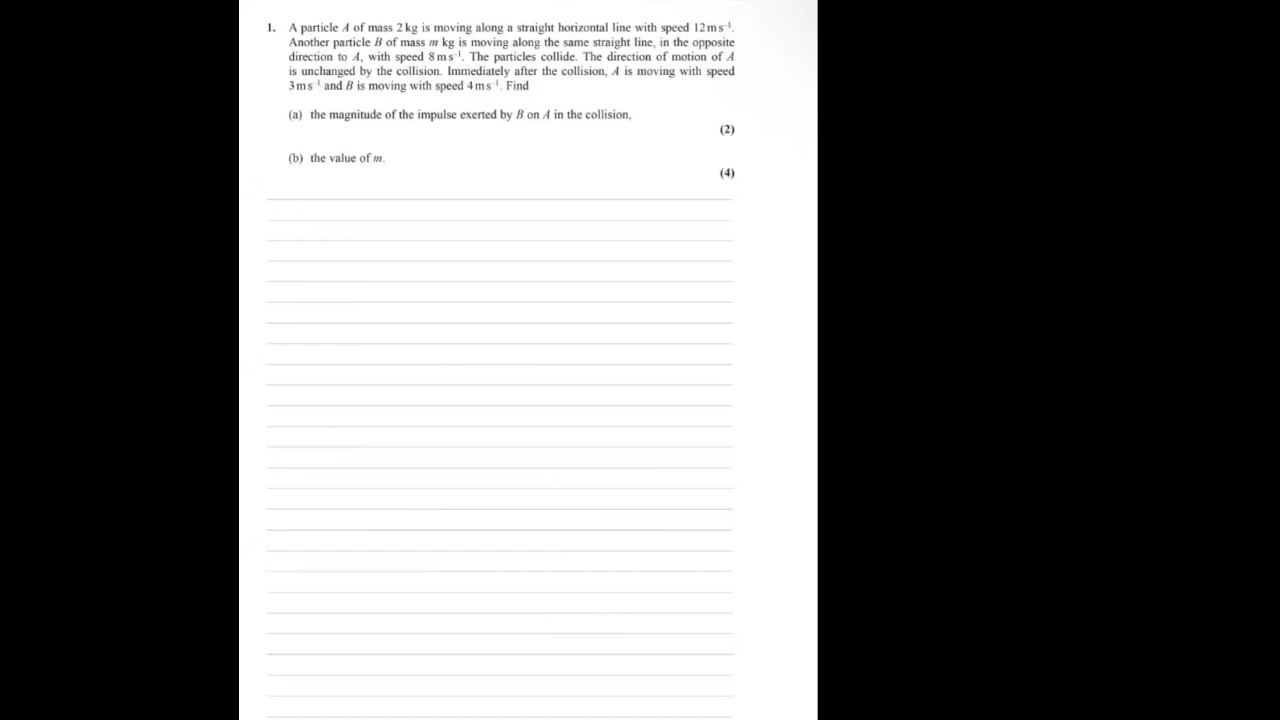 1. A particle A of mass 2 kg is moving along a straight horizontal line with speed 12 m s⁻¹.
Another particle B of mass m kg is moving along the same straight line, in the opposite
direction to A, with speed 8 m s⁻¹. The particles collide. The direction of motion of A
is unchanged by the collision. Immediately after the collision, A is moving with speed
3 m s⁻¹ and B is moving with speed 4 m s⁻¹. Find
(a) the magnitude of the impulse exerted by B on A in the collision,
(2)
(b) the value of m.
(4)